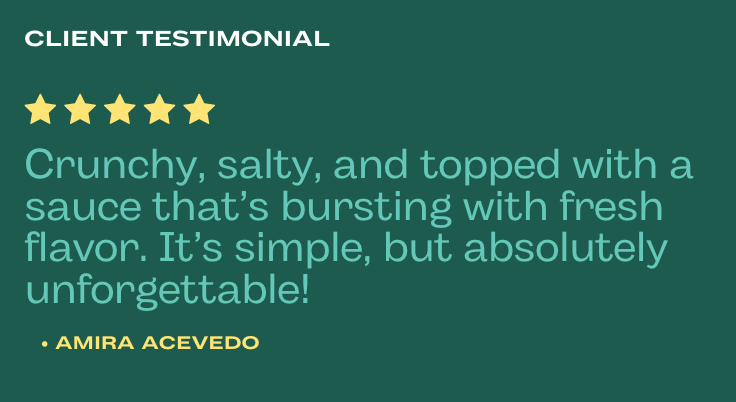 CLIENT TESTIMONIAL
Crunchy, salty, and topped with a
sauce that’s bursting with fresh
flavor. It’s simple, but absolutely
unforgettable!
• AMIRA ACEVEDO